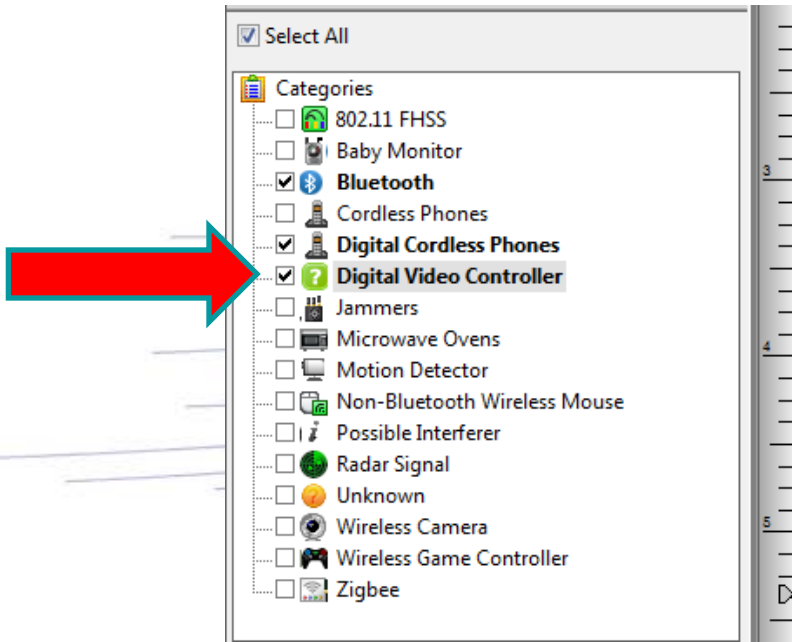 Select All
Categories
802.11 FHSS
Baby Monitor
Bluetooth
Cordless Phones
Digital Cordless Phones
Digital Video Controller
Jammers
Microwave Ovens
Motion Detector
Non-Bluetooth Wireless Mouse
Possible Interferer
Radar Signal
Unknown
Wireless Camera
Wireless Game Controller
Zigbee
3
4
5